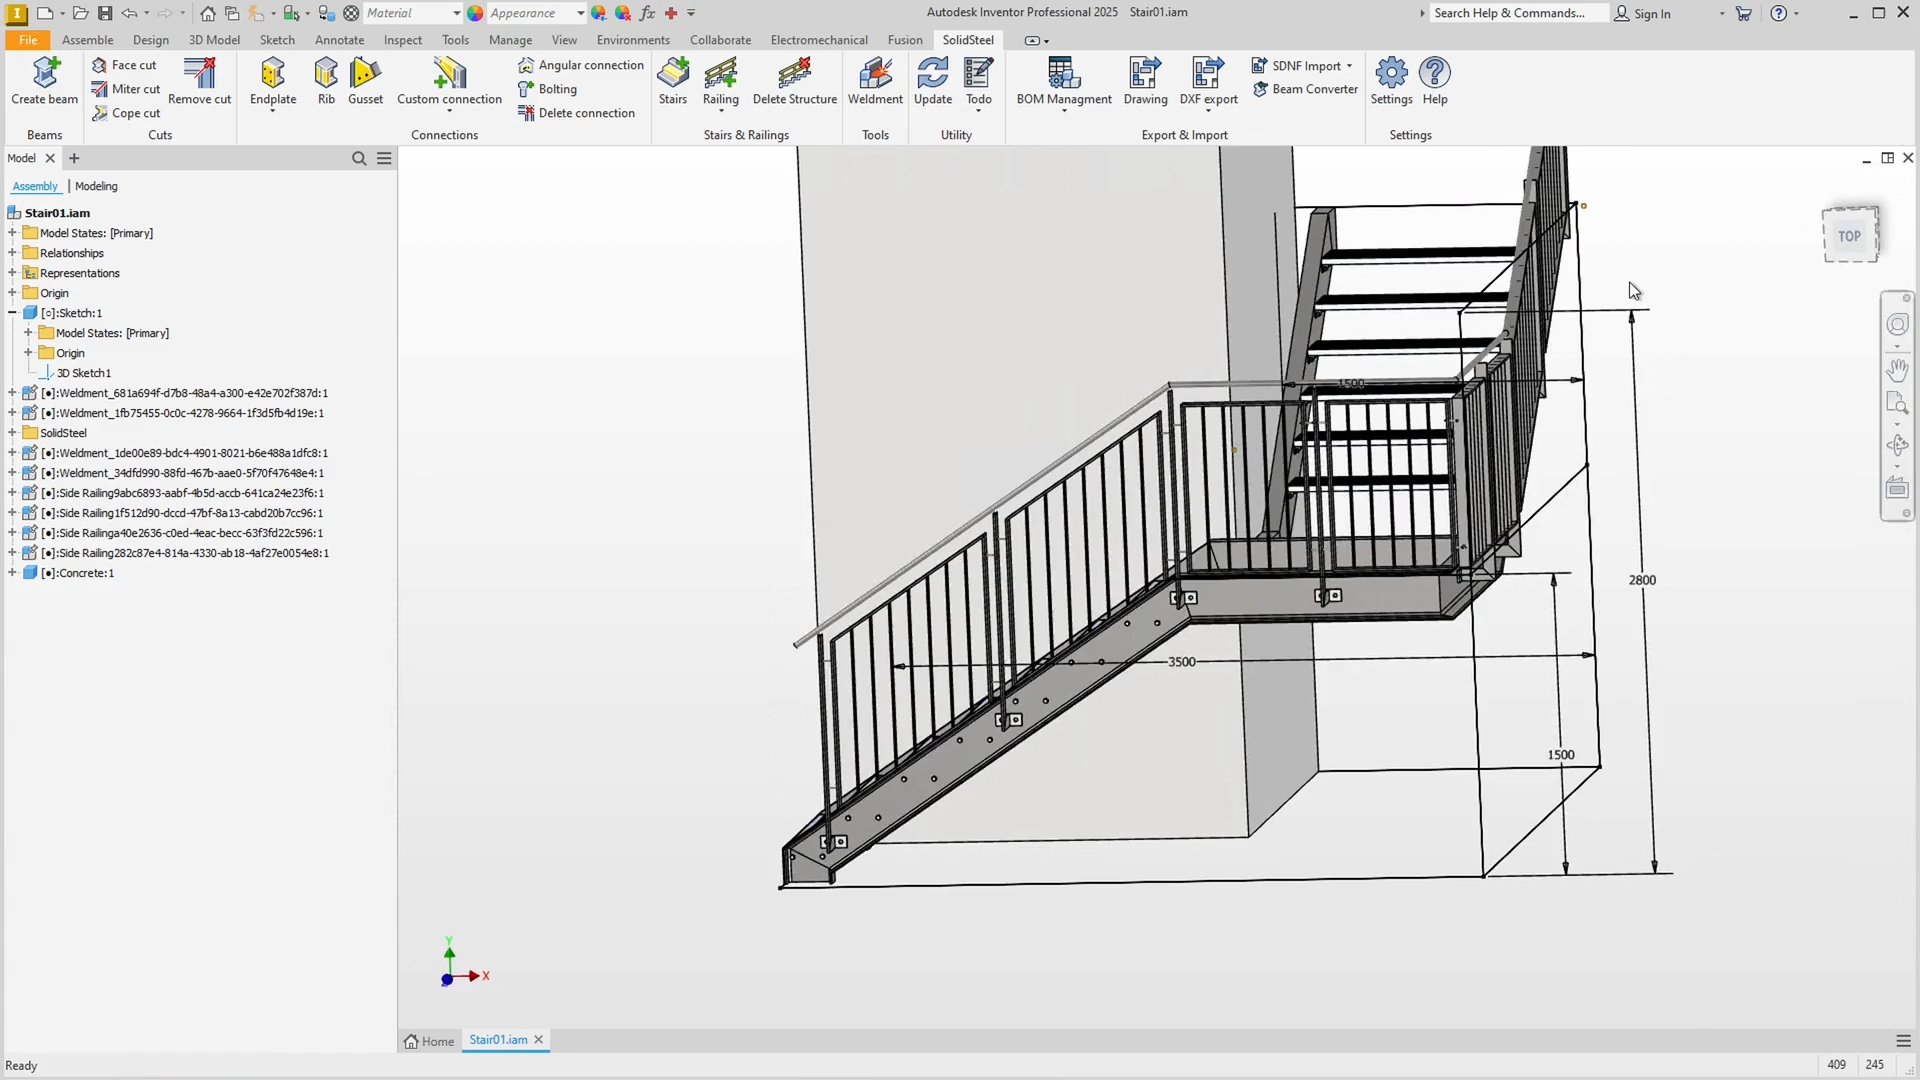 Material
Appearance
Autodesk Inventor Professional 2025 Stair01.iam
Search Help & Commands...
Sign In
File Assemble Design 3D Model Sketch Annotate Inspect Tools Manage View Environments Collaborate Electromechanical Fusion SolidSteel
Create beam
Beams
Face cut
Miter cut
Cope cut
Remove cut
Cuts
Endplate
Rib
Gusset
Custom connection
Angular connection
Bolting
Delete connection
Connections
Stairs
Railing
Delete Structure
Stairs & Railings
Weldment
Tools
Update
Todo
Utility
BOM Managment
Drawing
DXF export
SDNF Import
Beam Converter
Export & Import
Settings
Help
Settings
Model
Assembly | Modeling
Stair01.iam
Model States: [Primary]
Relationships
Representations
Origin
[○]:Sketch:1
Model States: [Primary]
Origin
3D Sketch1
[●]:Weldment_681a694f-d7b8-48a4-a300-e42e702f387d:1
[●]:Weldment_1fb75455-0c0c-4278-9664-1f3d5fb4d19e:1
SolidSteel
[●]:Weldment_1de00e89-bdc4-4901-8021-b6e488a1dfc8:1
[●]:Weldment_34dfd990-88fd-467b-aae0-5f70f47648e4:1
[●]:Side Railing9abc6893-aabf-4b5d-accb-641ca24e23f6:1
[●]:Side Railing1f512d90-dccd-47bf-8a13-cabd20b7cc96:1
[●]:Side Railinga40e2636-c0ed-4eac-becc-63f3fd22c596:1
[●]:Side Railing282c87e4-814a-4330-ab18-4af27e0054e8:1
[●]:Concrete:1
TOP
1500
2800
3500
1500
Y
X
Home
Stair01.iam
Ready
409
245